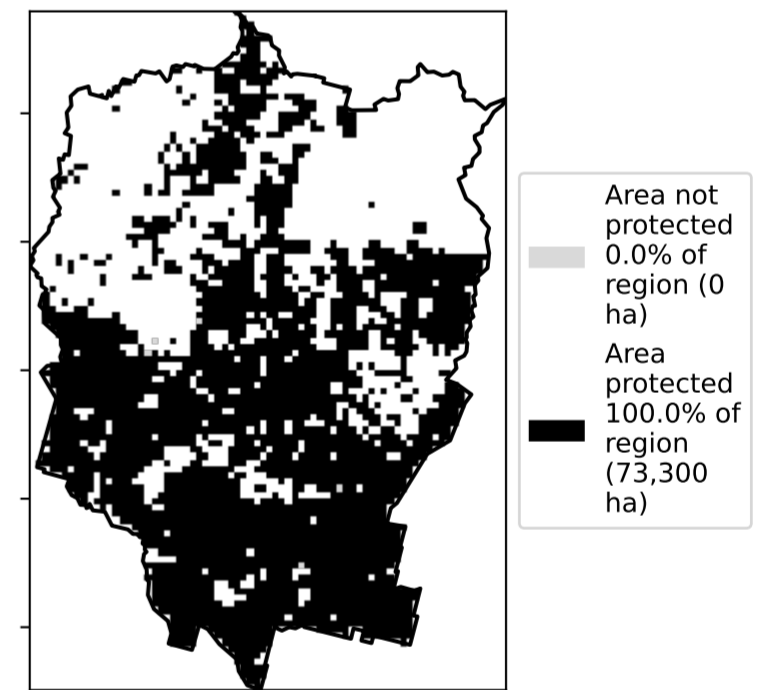 Area not
protected
0.0% of
region (0
ha)
Area
protected
100.0% of
region
(73,300
ha)